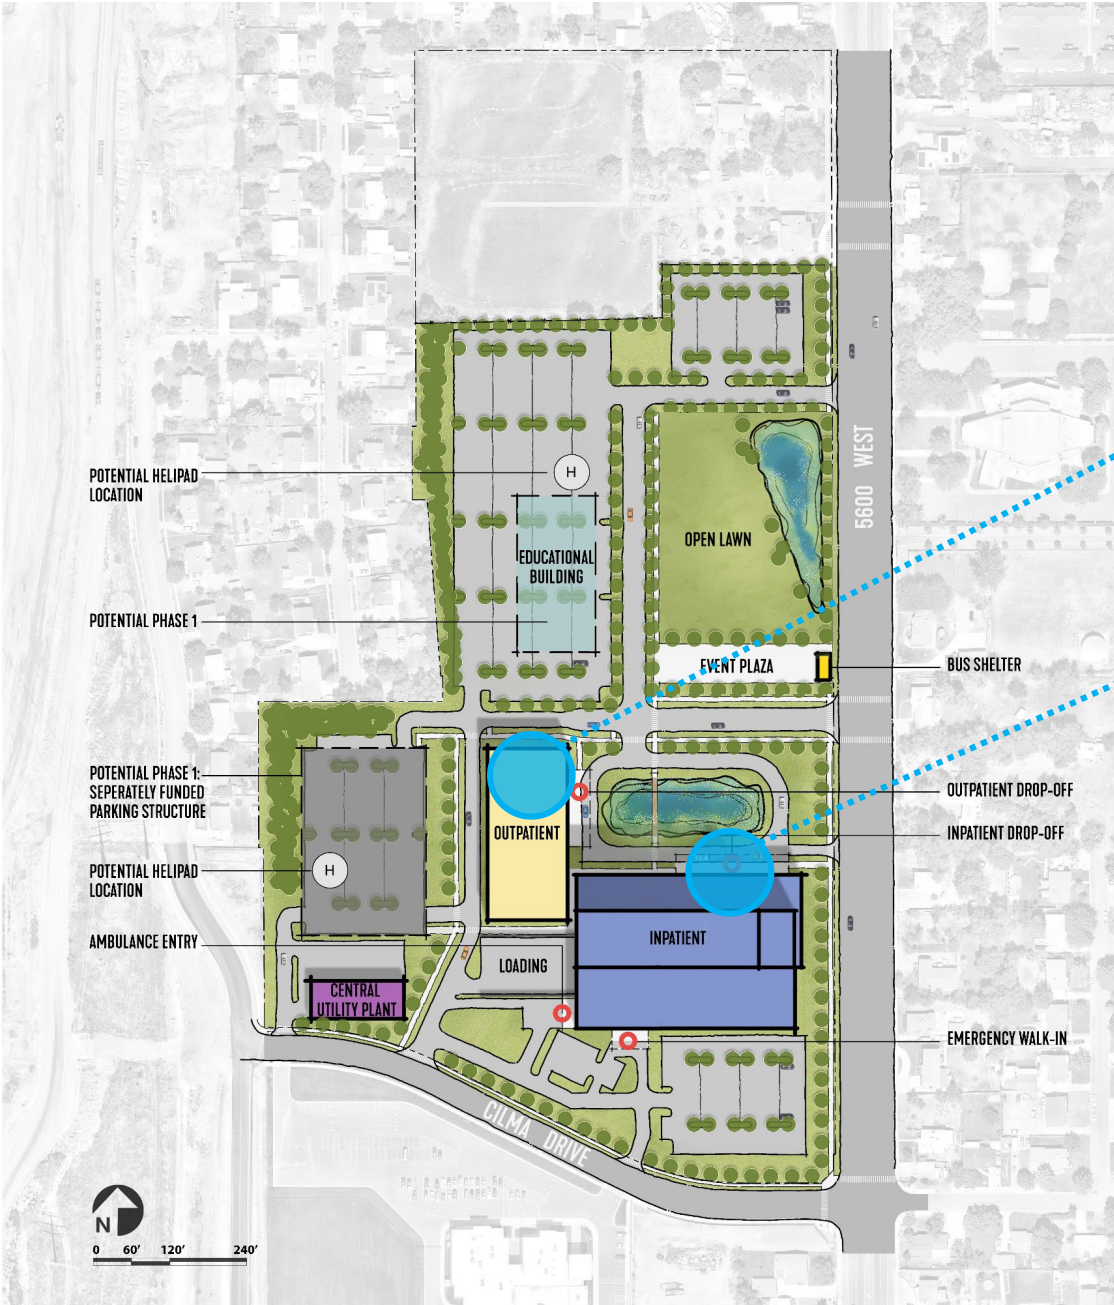 5600 WEST
POTENTIAL HELIPAD
LOCATION
H
OPEN LAWN
EDUCATIONAL
BUILDING
POTENTIAL PHASE 1
EVENT PLAZA
BUS SHELTER
POTENTIAL PHASE 1:
SEPERATELY FUNDED
PARKING STRUCTURE
OUTPATIENT DROP-OFF
OUTPATIENT
INPATIENT DROP-OFF
POTENTIAL HELIPAD
LOCATION
H
AMBULANCE ENTRY
INPATIENT
LOADING
CENTRAL
UTILITY PLANT
EMERGENCY WALK-IN
CILMA DRIVE
N
0 60' 120' 240'